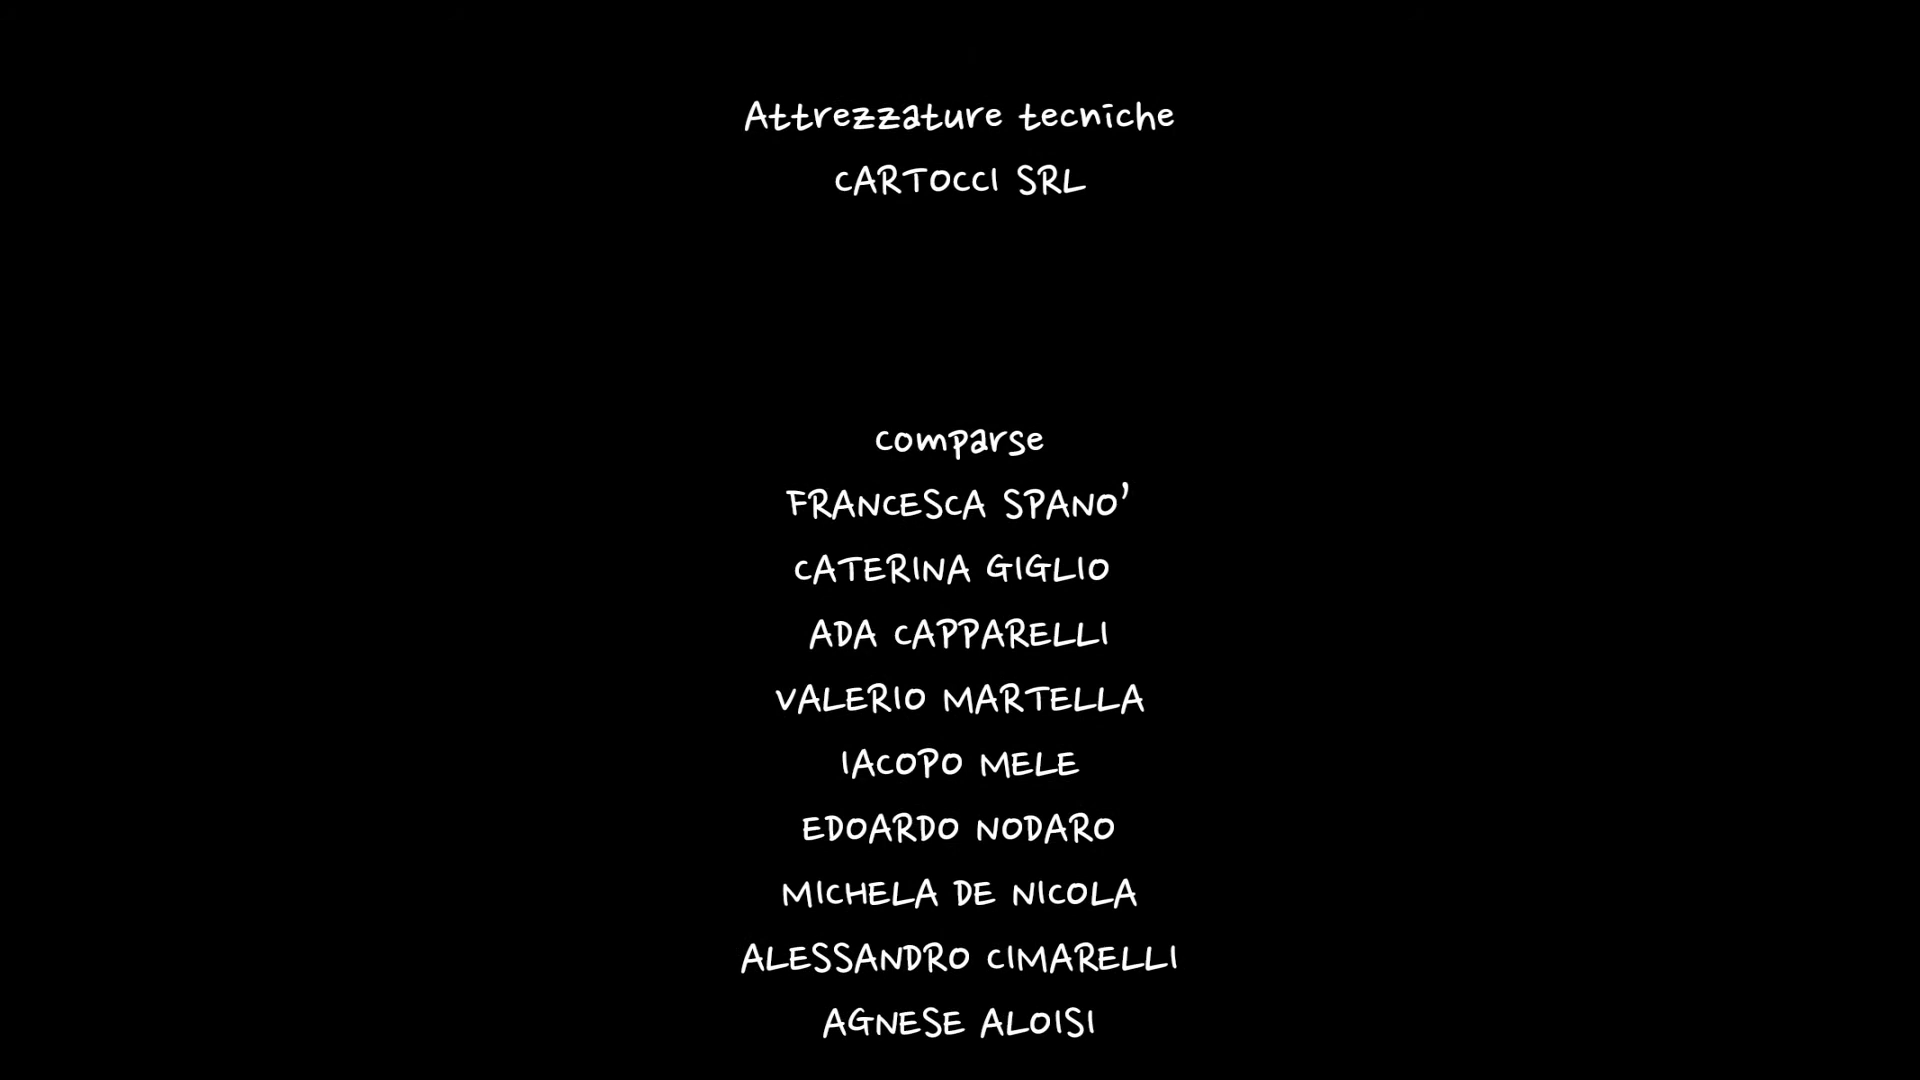 Attrezzature tecniche
CARTOCCI SRL
comparse
FRANCESCA SPANO’
CATERINA GIGLIO
ADA CAPPARELLI
VALERIO MARTELLA
IACOPO MELE
EDOARDO NODARO
MICHELA DE NICOLA
ALESSANDRO CIMARELLI
AGNESE ALOISI